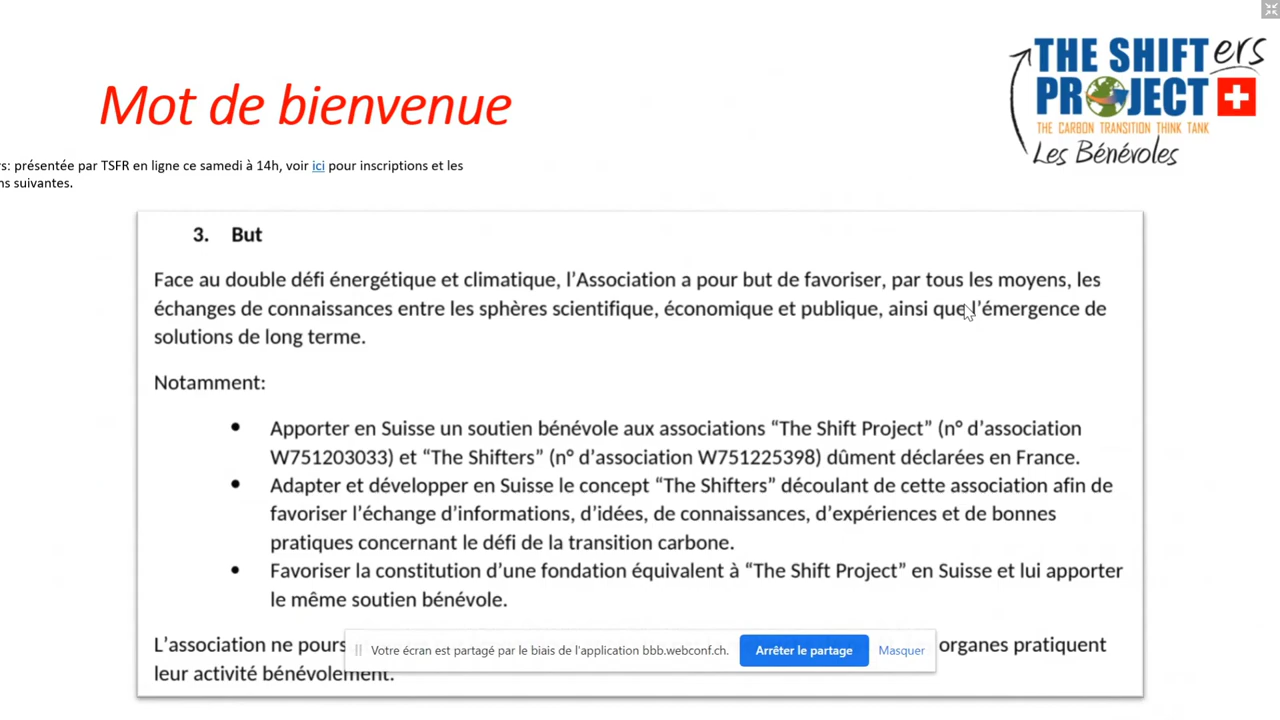 THE SHIFTers
PROJECT
THE CARBON TRANSITION THINK TANK
Les Bénévoles
Mot de bienvenue
s: présentée par TSFR en ligne ce samedi à 14h, voir ici pour inscriptions et les
ns suivantes.
3. But
Face au double défi énergétique et climatique, l’Association a pour but de favoriser, par tous les moyens, les
échanges de connaissances entre les sphères scientifique, économique et publique, ainsi que l’émergence de
solutions de long terme.
Notamment:
• Apporter en Suisse un soutien bénévole aux associations “The Shift Project” (n° d’association
W751203033) et “The Shifters” (n° d’association W751225398) dûment déclarées en France.
• Adapter et développer en Suisse le concept “The Shifters” découlant de cette association afin de
favoriser l’échange d’informations, d’idées, de connaissances, d’expériences et de bonnes
pratiques concernant le défi de la transition carbone.
• Favoriser la constitution d’une fondation équivalent à “The Shift Project” en Suisse et lui apporter
le même soutien bénévole.
L’association ne pours organes pratiquent
leur activité bénévolement.
Votre écran est partagé par le biais de l'application bbb.webconf.ch. Arrêter le partage Masquer